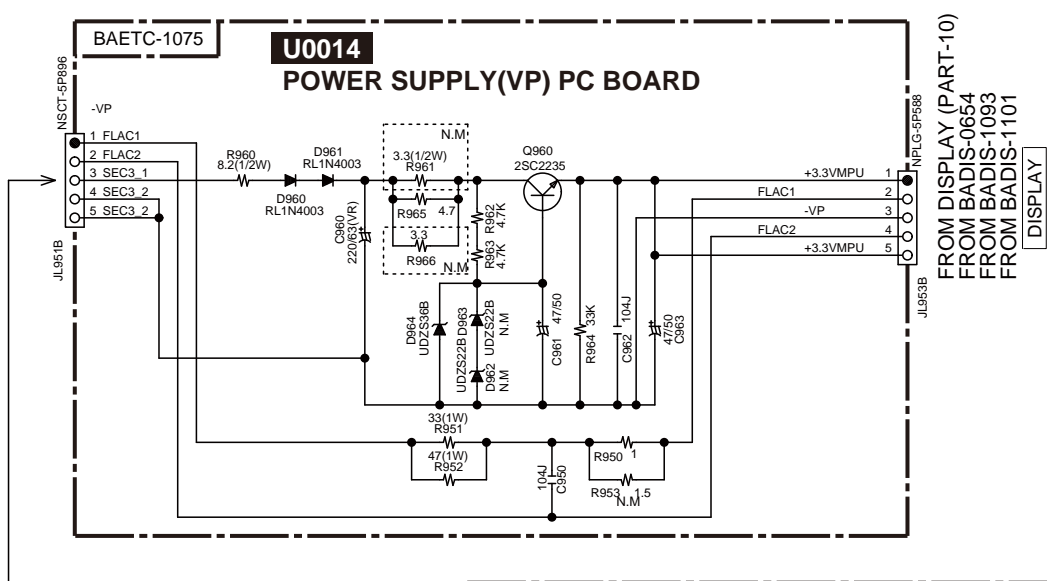 BAETC-1075
U0014
POWER SUPPLY(VP) PC BOARD
NSCT-5P896
-VP
1 FLAC1
2 FLAC2
3 SEC3_1
4 SEC3_2
5 SEC3_2
JL951B
R960
8.2(1/2W)
D961
RL1N4003
D960
RL1N4003
C960
220/63(VR)
N.M
3.3(1/2W)
R961
R965
4.7
3.3
R966
N.M
R962
4.7K
R963
4.7K
Q960
2SC2235
D964
UDZS36B
D963
UDZS22B
N.M
UDZS22B
D962
N.M
47/50
C961
33K
R964
104J
C962
47/50
C963
+3.3VMPU 1
FLAC1 2
-VP 3
FLAC2 4
+3.3VMPU 5
NPLG-5P588
JL953B
FROM DISPLAY (PART-10)
FROM BADIS-0654
FROM BADIS-1093
FROM BADIS-1101
DISPLAY
33(1W)
R951
47(1W)
R952
104J
C950
R950 1
R953 1.5
N.M